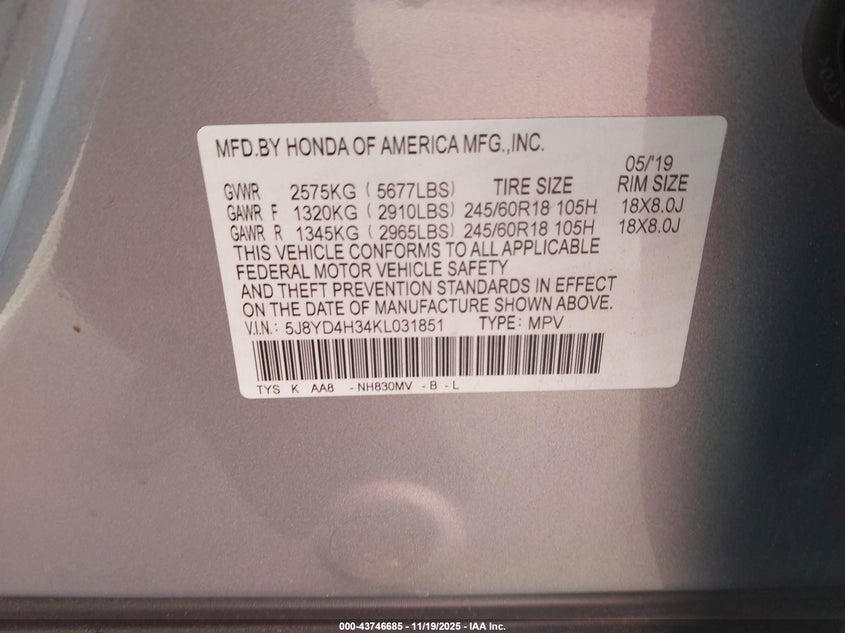 MFD.BY HONDA OF AMERICA MFG.,INC.
05/'19
GVWR 2575KG ( 5677LBS) TIRE SIZE RIM SIZE
GAWR F 1320KG ( 2910LBS) 245/60R18 105H 18X8.0J
GAWR R 1345KG ( 2965LBS) 245/60R18 105H 18X8.0J
THIS VEHICLE CONFORMS TO ALL APPLICABLE
FEDERAL MOTOR VEHICLE SAFETY
AND THEFT PREVENTION STANDARDS IN EFFECT
ON THE DATE OF MANUFACTURE SHOWN ABOVE.
V.I.N.: 5J8YD4H34KL031851 TYPE: MPV
TYS K AA8 -NH830MV -B -L
000-43746685 - 11/19/2025 - IAA Inc.